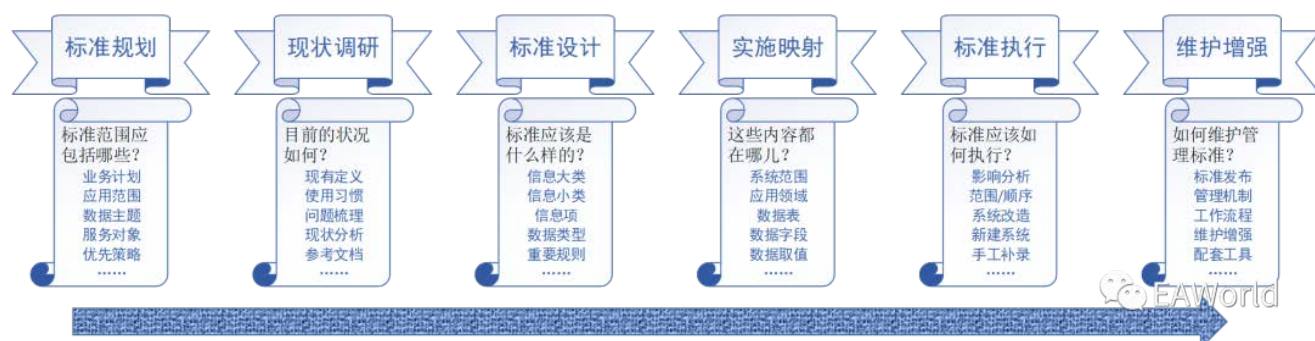 标准规划
标准范围应
包括哪些?
业务计划
应用范围
数据主题
服务对象
优先策略
……
现状调研
目前的状况
如何?
现有定义
使用习惯
问题梳理
现状分析
参考文档
……
标准设计
标准应该是
什么样的?
信息大类
信息小类
信息项
数据类型
重要规则
……
实施映射
这些内容都
在哪儿?
系统范围
应用领域
数据表
数据字段
数据取值
……
标准执行
标准应该如
何执行?
影响分析
范围/顺序
系统改造
新建系统
手工补录
……
维护增强
如何维护管
理标准?
标准发布
管理机制
工作流程
维护增强
配套工具
……
EAWorld